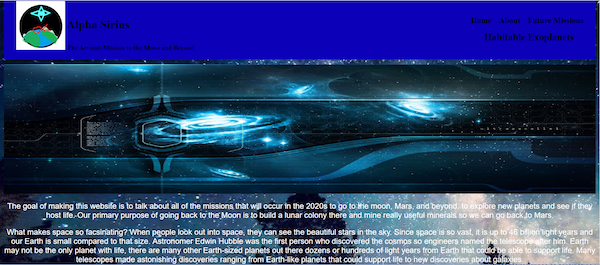 Alpha Sirius
Home About Future Missions
Habitable Exoplanets
The Artemis Mission to the Moon and Beyond
The goal of making this website is to talk about all of the missions that will occur in the 2020s to go to the moon, Mars, and beyond, to explore new planets and see if they
host life. Our primary purpose of going back to the Moon is to build a lunar colony there and mine really useful minerals so we can go back to Mars.
What makes space so facsinating? When people look out into space, they can see the beautiful stars in the sky. Since space is so vast, it is up to 46 billion light years and
our Earth is small compared to that size. Astronomer Edwin Hubble was the first person who discovered the cosmos so engineers named the telescope after him. Earth
may not be the only planet with life, there are many other Earth-sized planets out there dozens or hundreds of light years from Earth that could be able to support life. Many
telescopes made astonishing discoveries ranging from Earth-like planets that could support life to new discoveries about galaxies